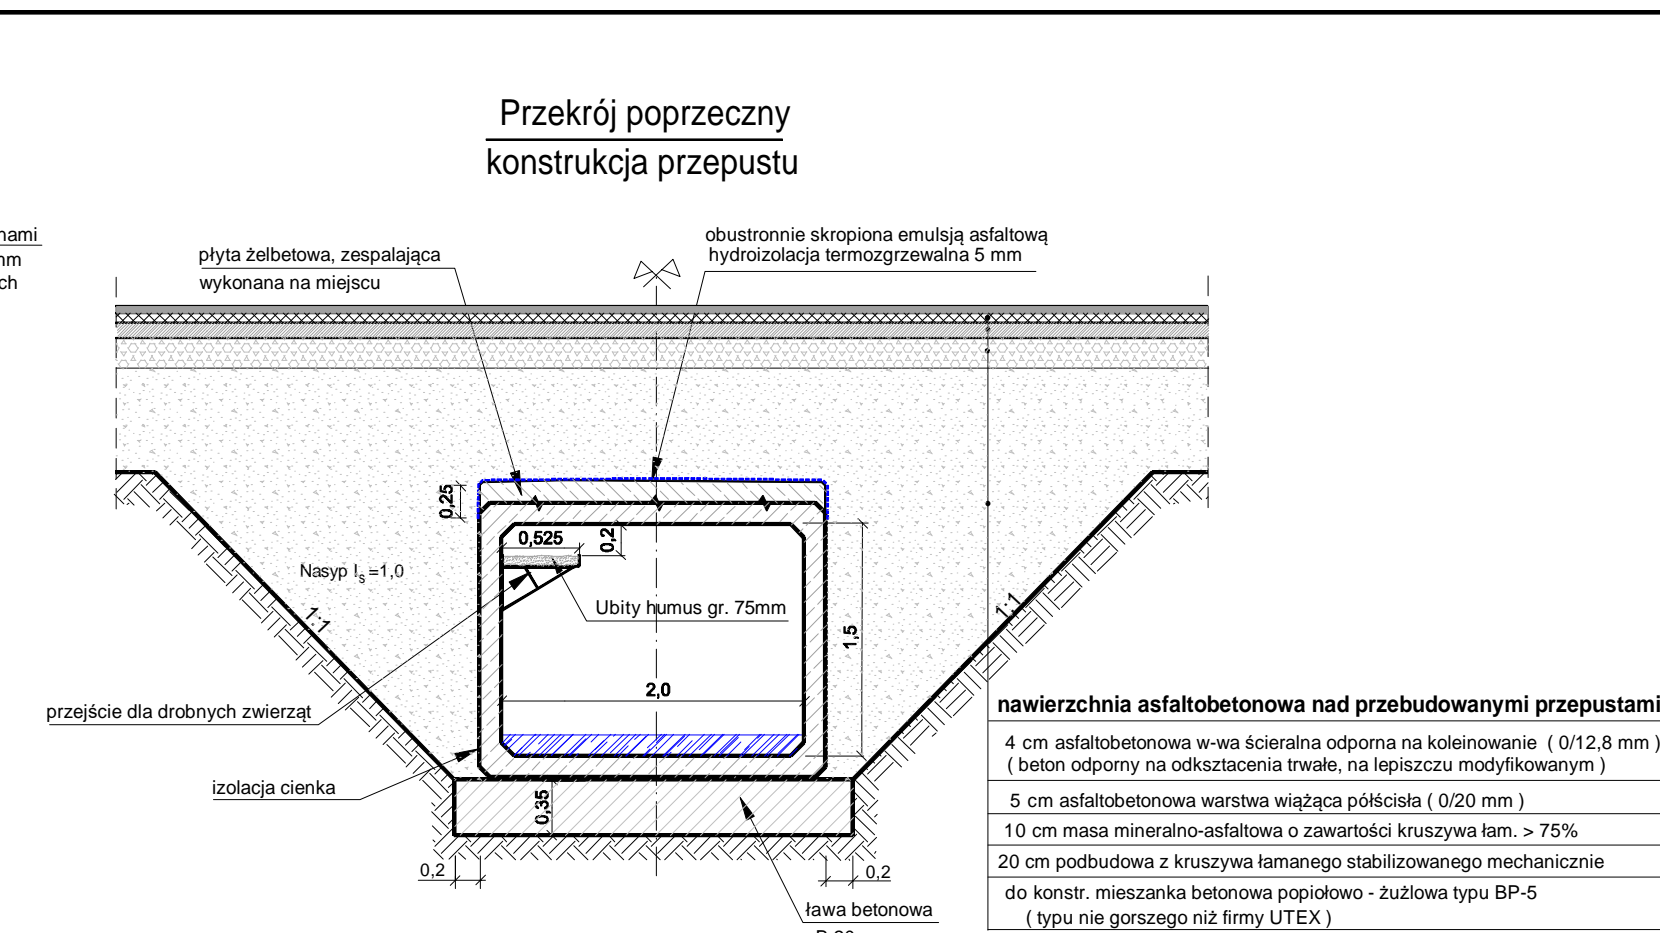 Przekrój poprzeczny
konstrukcja przepustu
obustronnie skropiona emulsją asfaltową
hydroizolacja termozgrzewalna 5 mm
płyta żelbetowa, zespalająca
wykonana na miejscu
0,25
0,525
0,2
Nasyp Is =1,0
Ubity humus gr. 75mm
1:1
1:1
1,5
2,0
przejście dla drobnych zwierząt
izolacja cienka
0,35
0,2
0,2
ława betonowa
nawierzchnia asfaltobetonowa nad przebudowanymi przepustami
4 cm asfaltobetonowa w-wa ścieralna odporna na koleinowanie ( 0/12,8 mm )
( beton odporny na odksztacenia trwałe, na lepiszczu modyfikowanym )
5 cm asfaltobetonowa warstwa wiążąca półścisła ( 0/20 mm )
10 cm masa mineralno-asfaltowa o zawartości kruszywa łam. > 75%
20 cm podbudowa z kruszywa łamanego stabilizowanego mechanicznie
do konstr. mieszanka betonowa popiołowo - żużlowa typu BP-5
( typu nie gorszego niż firmy UTEX )